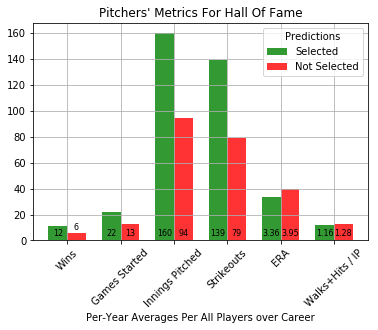 Pitchers' Metrics For Hall Of Fame
Predictions
Selected
Not Selected
160
140
120
100
80
60
40
20
0
12
6
22
13
160
94
139
79
3.36
3.95
1.16
1.28
Wins
Games Started
Innings Pitched
Strikeouts
ERA
Walks+Hits / IP
Per-Year Averages Per All Players over Career